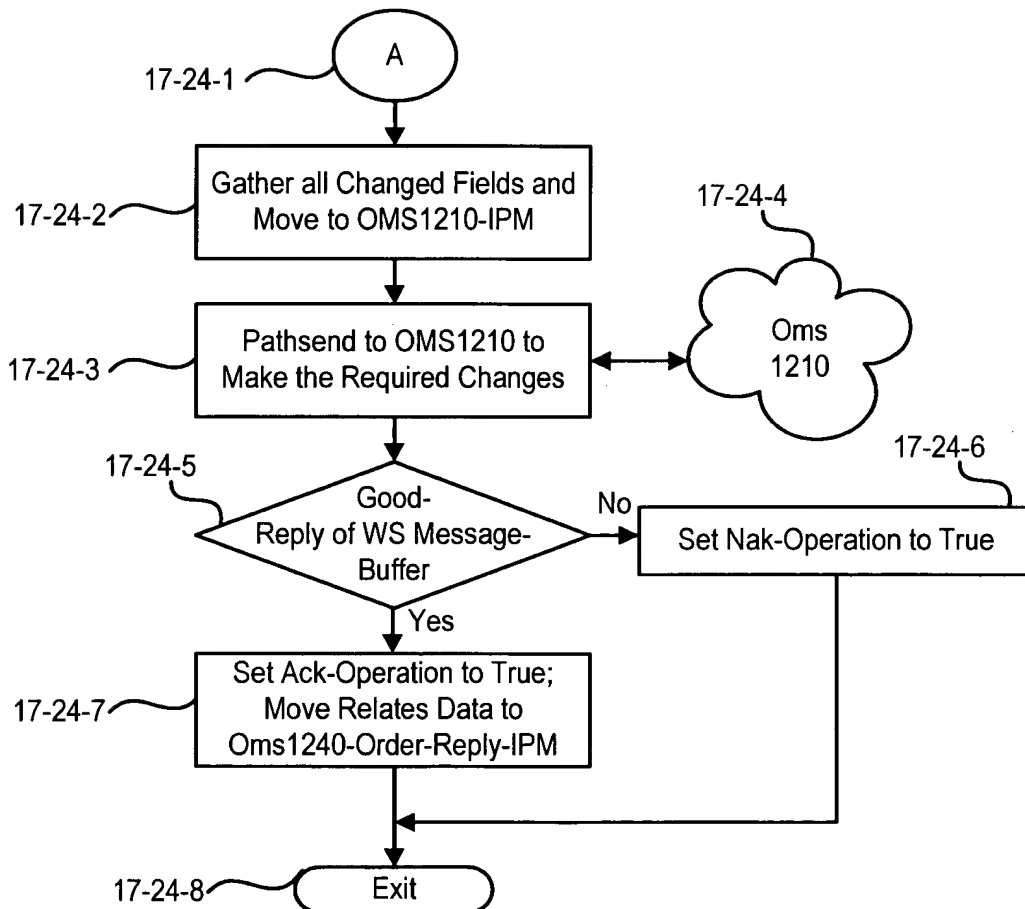 A
17-24-1
Gather all Changed Fields and
Move to OMS1210-IPM
17-24-2
17-24-4
Pathsend to OMS1210 to
Make the Required Changes
17-24-3
Oms
1210
17-24-5
17-24-6
Good-
Reply of WS Message-
Buffer
No
Set Nak-Operation to True
Yes
Set Ack-Operation to True;
Move Relates Data to
Oms1240-Order-Reply-IPM
17-24-7
17-24-8
Exit